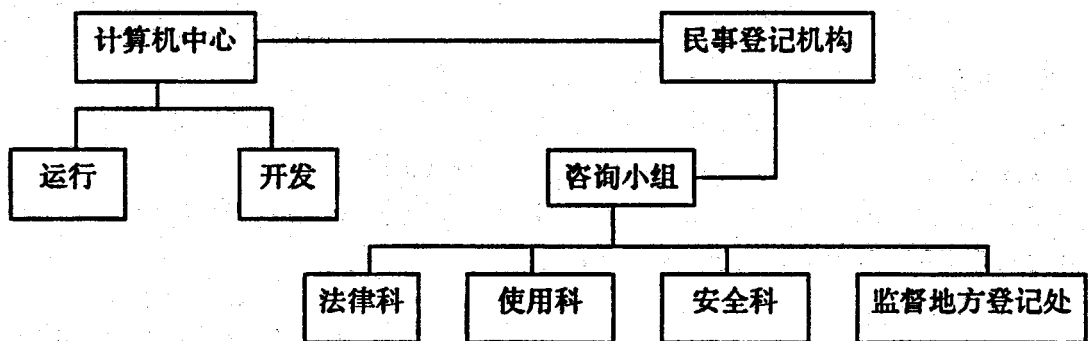 计算机中心
民事登记机构
运行
开发
咨询小组
法律科
使用科
安全科
监督地方登记处